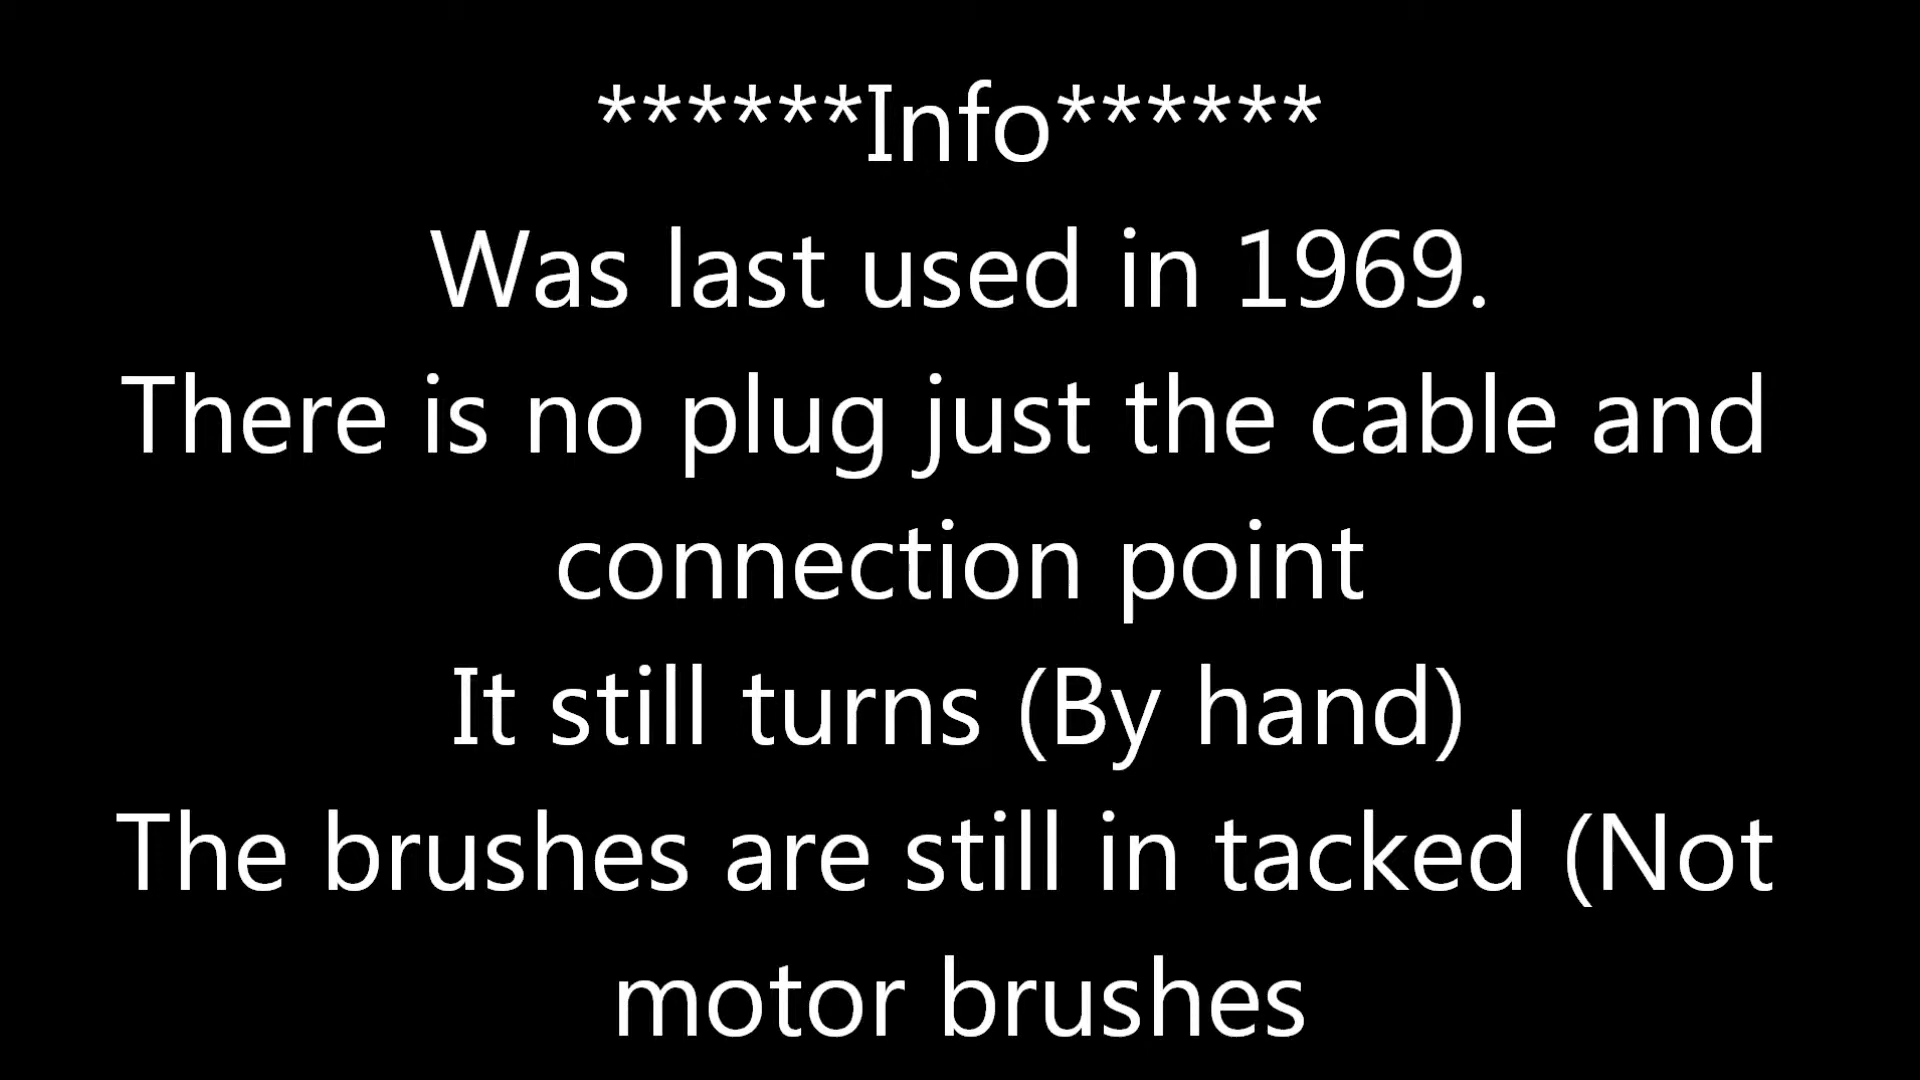 ******Info******
Was last used in 1969.
There is no plug just the cable and
connection point
It still turns (By hand)
The brushes are still in tacked (Not
motor brushes